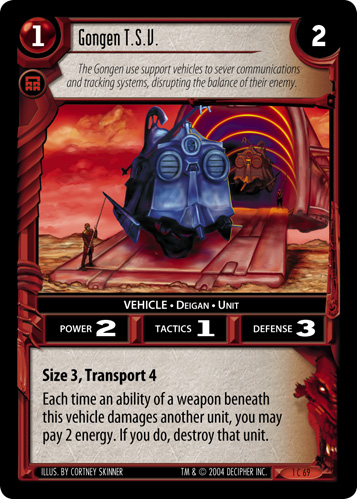 1 Gongen T.S.V. 2
The Gongen use support vehicles to sever communications
and tracking systems, disrupting the balance of their enemy.
VEHICLE • DEIGAN • UNIT
POWER 2 TACTICS 1 DEFENSE 3
Size 3, Transport 4
Each time an ability of a weapon beneath
this vehicle damages another unit, you may
pay 2 energy. If you do, destroy that unit.
ILLUS. BY CORTNEY SKINNER TM & © 2004 DECIPHER INC. 1 C 69